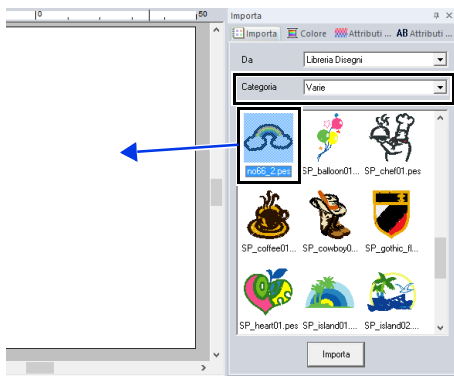 0
50
Importa
Importa Colore Attributi ... AB Attributi ...
Da Libreria Disegni
Categoria Varie
no66_2.pes SP_balloon01... SP_chef01.pes
SP_coffee01... SP_cowboy0... SP_gothic_fl...
SP_heart01.pes SP_island01.... SP_island02....
Importa